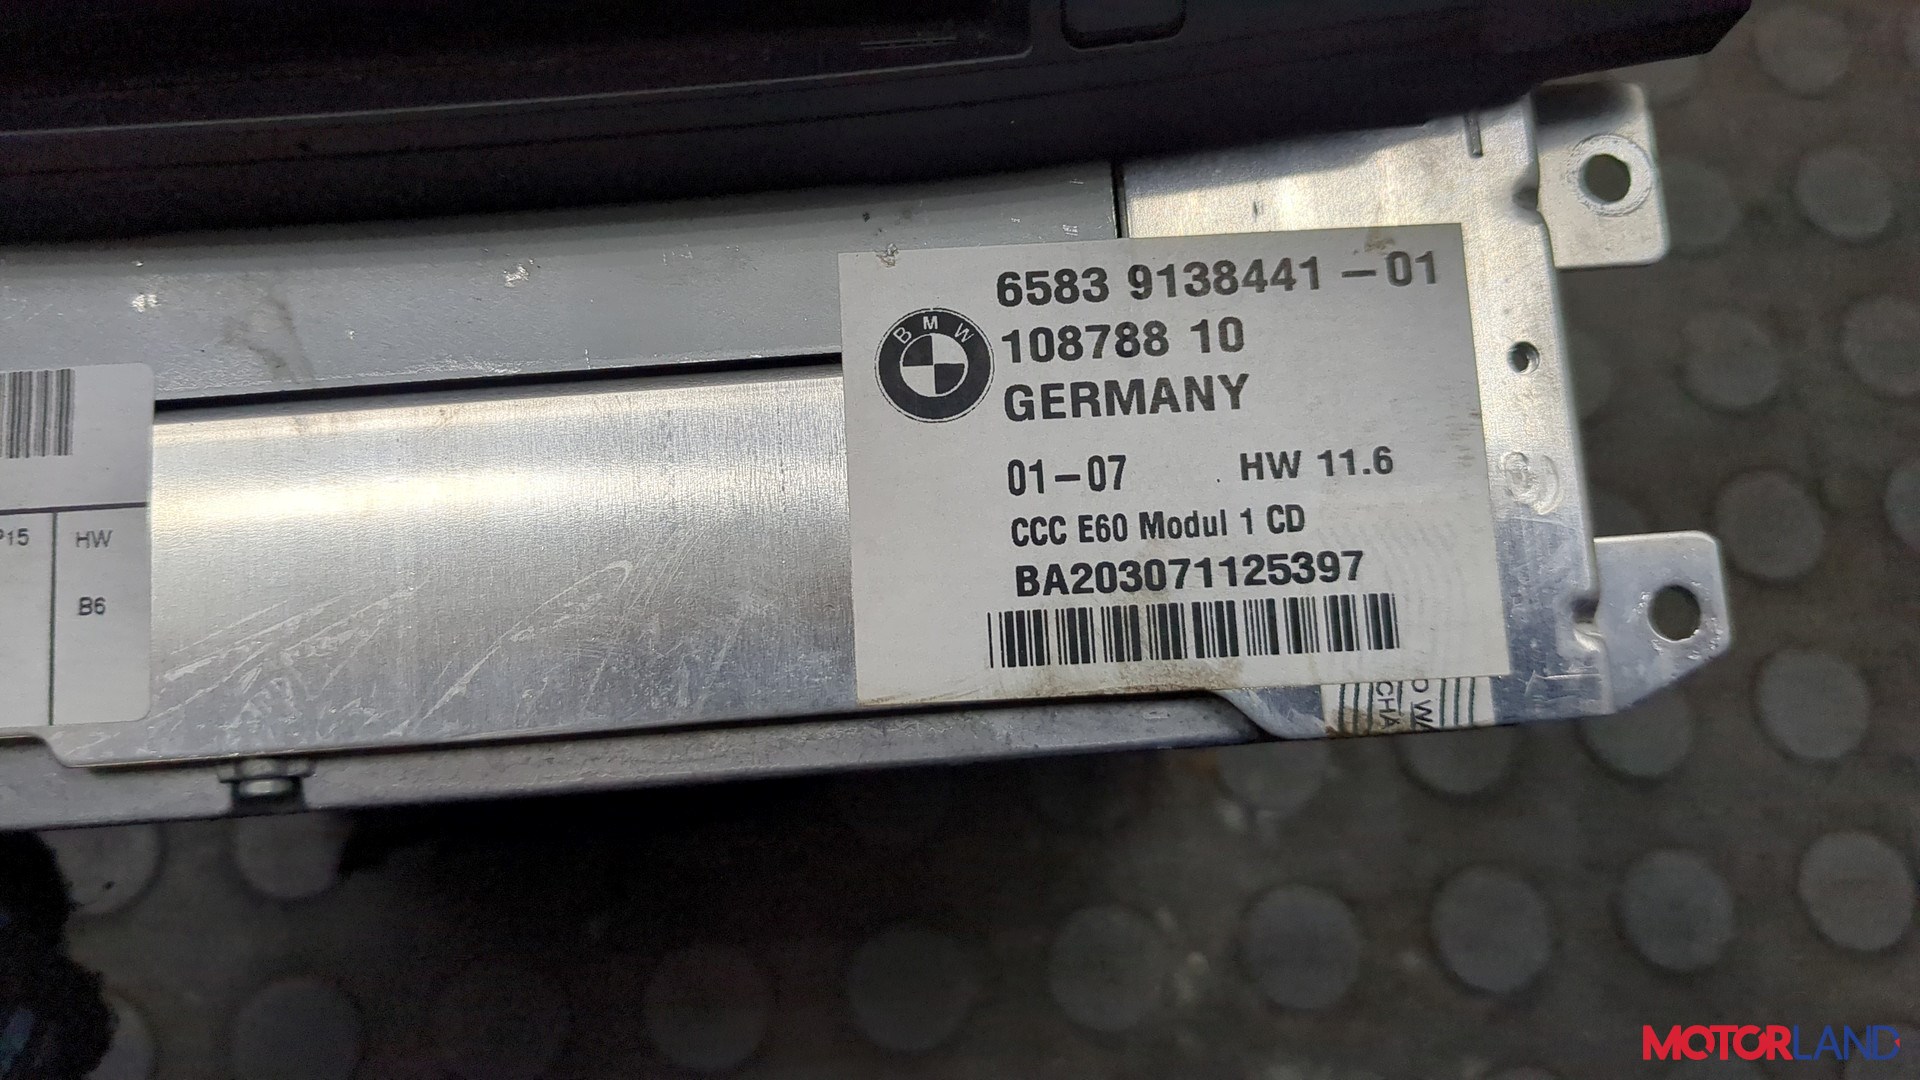 6583 9138441-01
BMW
108788 10
GERMANY
01-07 HW 11.6
CCC E60 Modul 1 CD
BA203071125397
P15 HW
B6
MOTORLAND